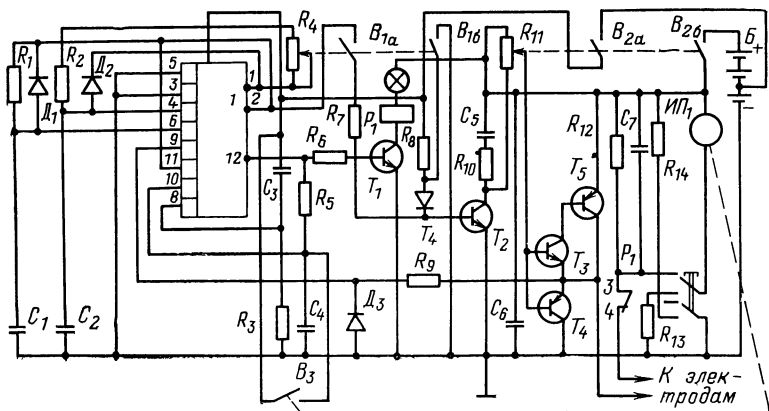 R4
B1a
B1б
R11
B2a
B2б
Б
+
-
R1
R2
Д2
Д1
5
3
4
6
9
11
10
8
1
1
2
12
R7
P1
R8
C5
R12
C7
ИП1
R14
R6
T1
R10
T5
C3
R5
T4
T2
T3
P1
R9
3
4
R13
C1
C2
R3
C4
Д3
C6
T4
B3
К элек-
тродам